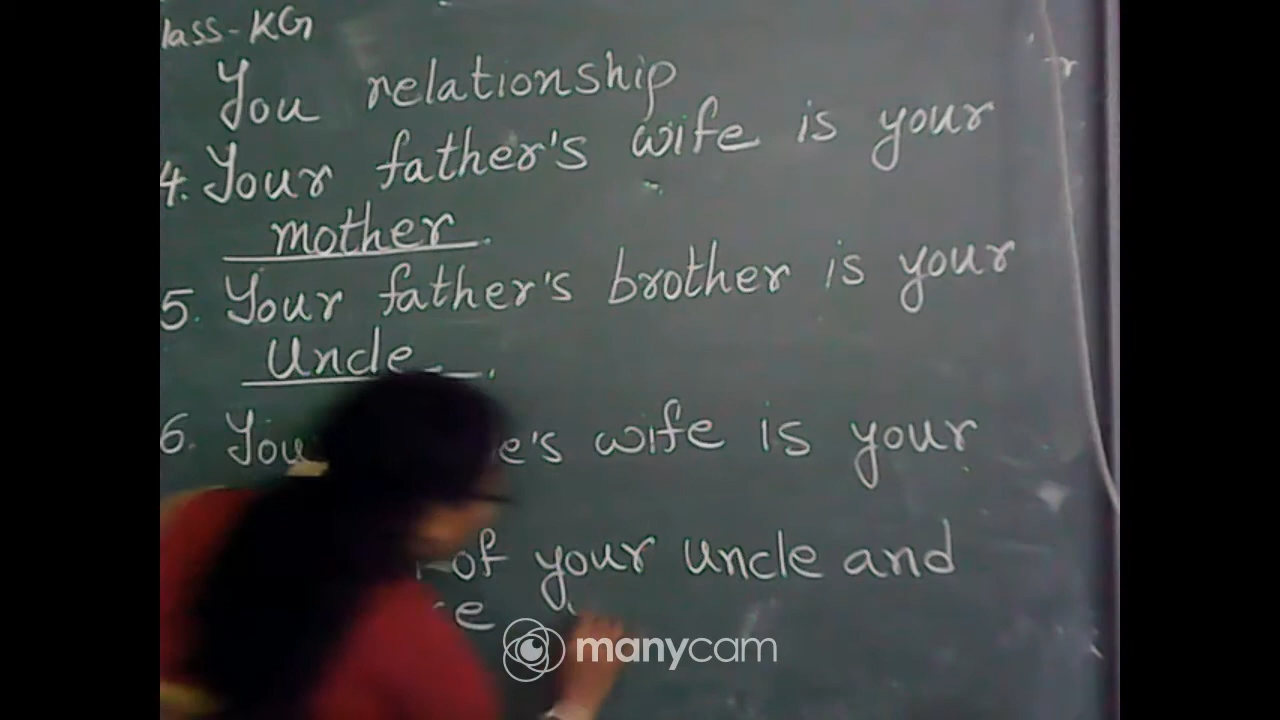 lass-KG
You relationship
4. Your father's wife is your
mother.
5. Your father's brother is your
Uncle.
6. You e's wife is your
of your uncle and
manycam